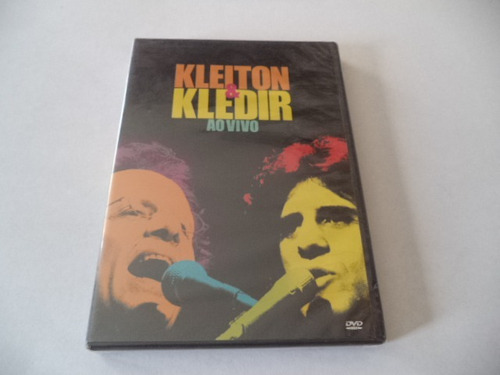 KLEITON
&
KLEDIR
AO VIVO
DVD